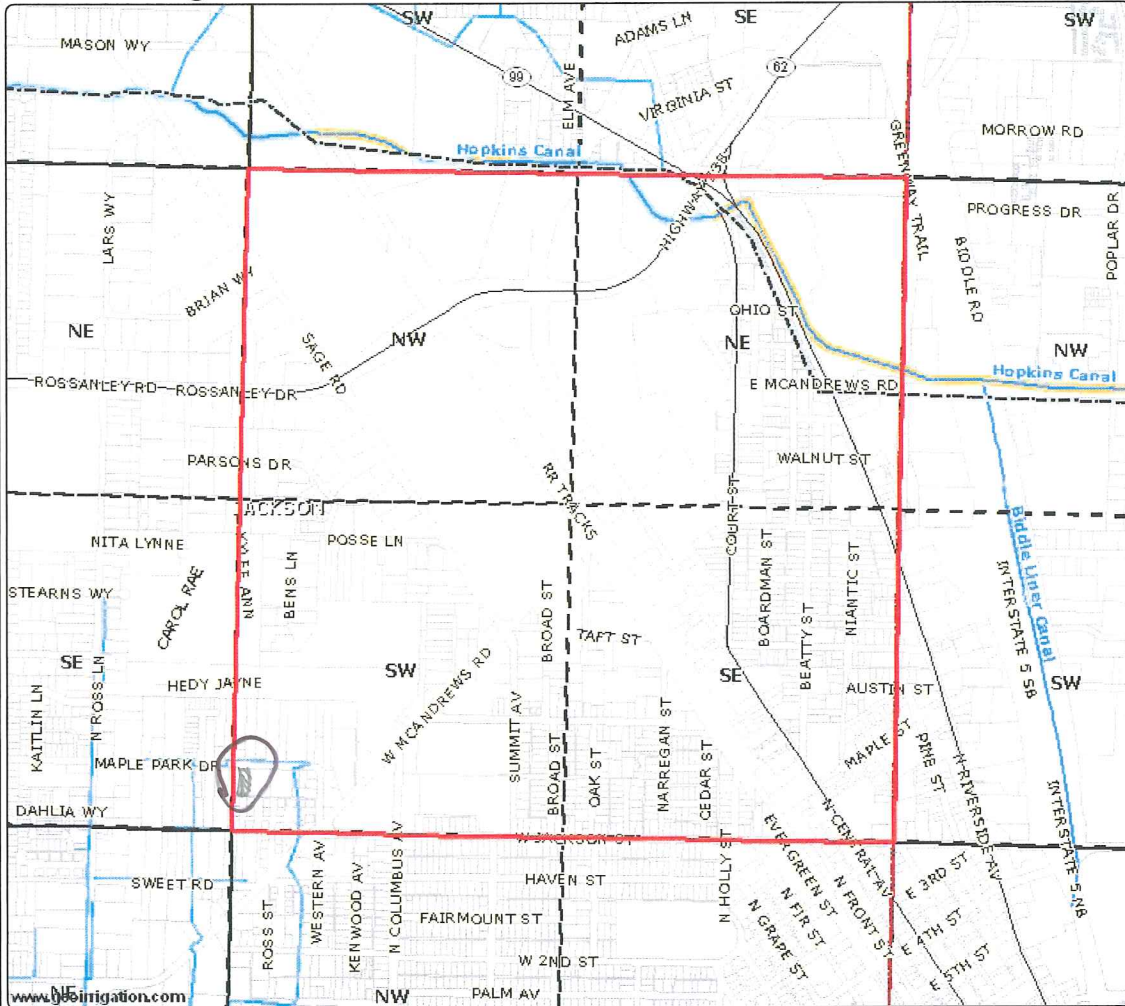 SW
SE
SW
MASON WY
ADAMS LN
62
99
ELM AVE
VIRGINIA ST
MORROW RD
Hopkins Canal
GREENWAY TRAIL
HIGHWAY 238
LARS WY
PROGRESS DR
POPLAR DR
BIDDLE RD
BRIAN WY
OHIO ST
NE
SAGE RD
NW
NE
NW
Hopkins Canal
ROSSANLEY RD
ROSSANLEY DR
E MCANDREWS RD
PARSONS DR
WALNUT ST
RR TRACKS
JACKSON
NITA LYNNE
POSSE LN
COURT ST
Biddle Liner Canal
STEARNS WY
CAROL RAE
KYLEE ANN
BENS LN
BROAD ST
TAFT ST
BOARDMAN ST
BEATTY ST
NIANTIC ST
INTERSTATE 5 SB
SE
N ROSS LN
HEDY JAYNE
SW
W MCANDREWS RD
SE
AUSTIN ST
SW
KAITLIN LN
MAPLE PARK DR
SUMMIT AV
BROAD ST
OAK ST
NARREGAN ST
CEDAR ST
MAPLE ST
PINE ST
N RIVERSIDE AV
DAHLIA WY
W JACKSON ST
N CENTRAL AV
INTERSTATE 5 NB
SWEET RD
ROSS ST
WESTERN AV
KENWOOD AV
N COLUMBUS AV
HAVEN ST
N HOLLY ST
EVERGREEN ST
E 3RD ST
FAIRMOUNT ST
N FIR ST
N FRONT ST
E 4TH ST
W 2ND ST
N GRAPE ST
E 5TH ST
NE
NW
PALM AV
www.geoirrigation.com